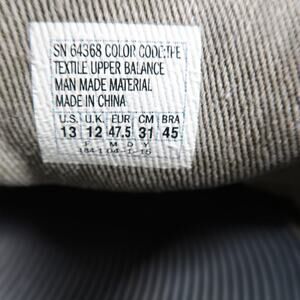 SN 64368 COLOR CODE:TPE
TEXTILE UPPER BALANCE
MAN MADE MATERIAL
MADE IN CHINA
U.S. U.K. EUR CM BRA
13 12 47.5 31 45
F M D Y